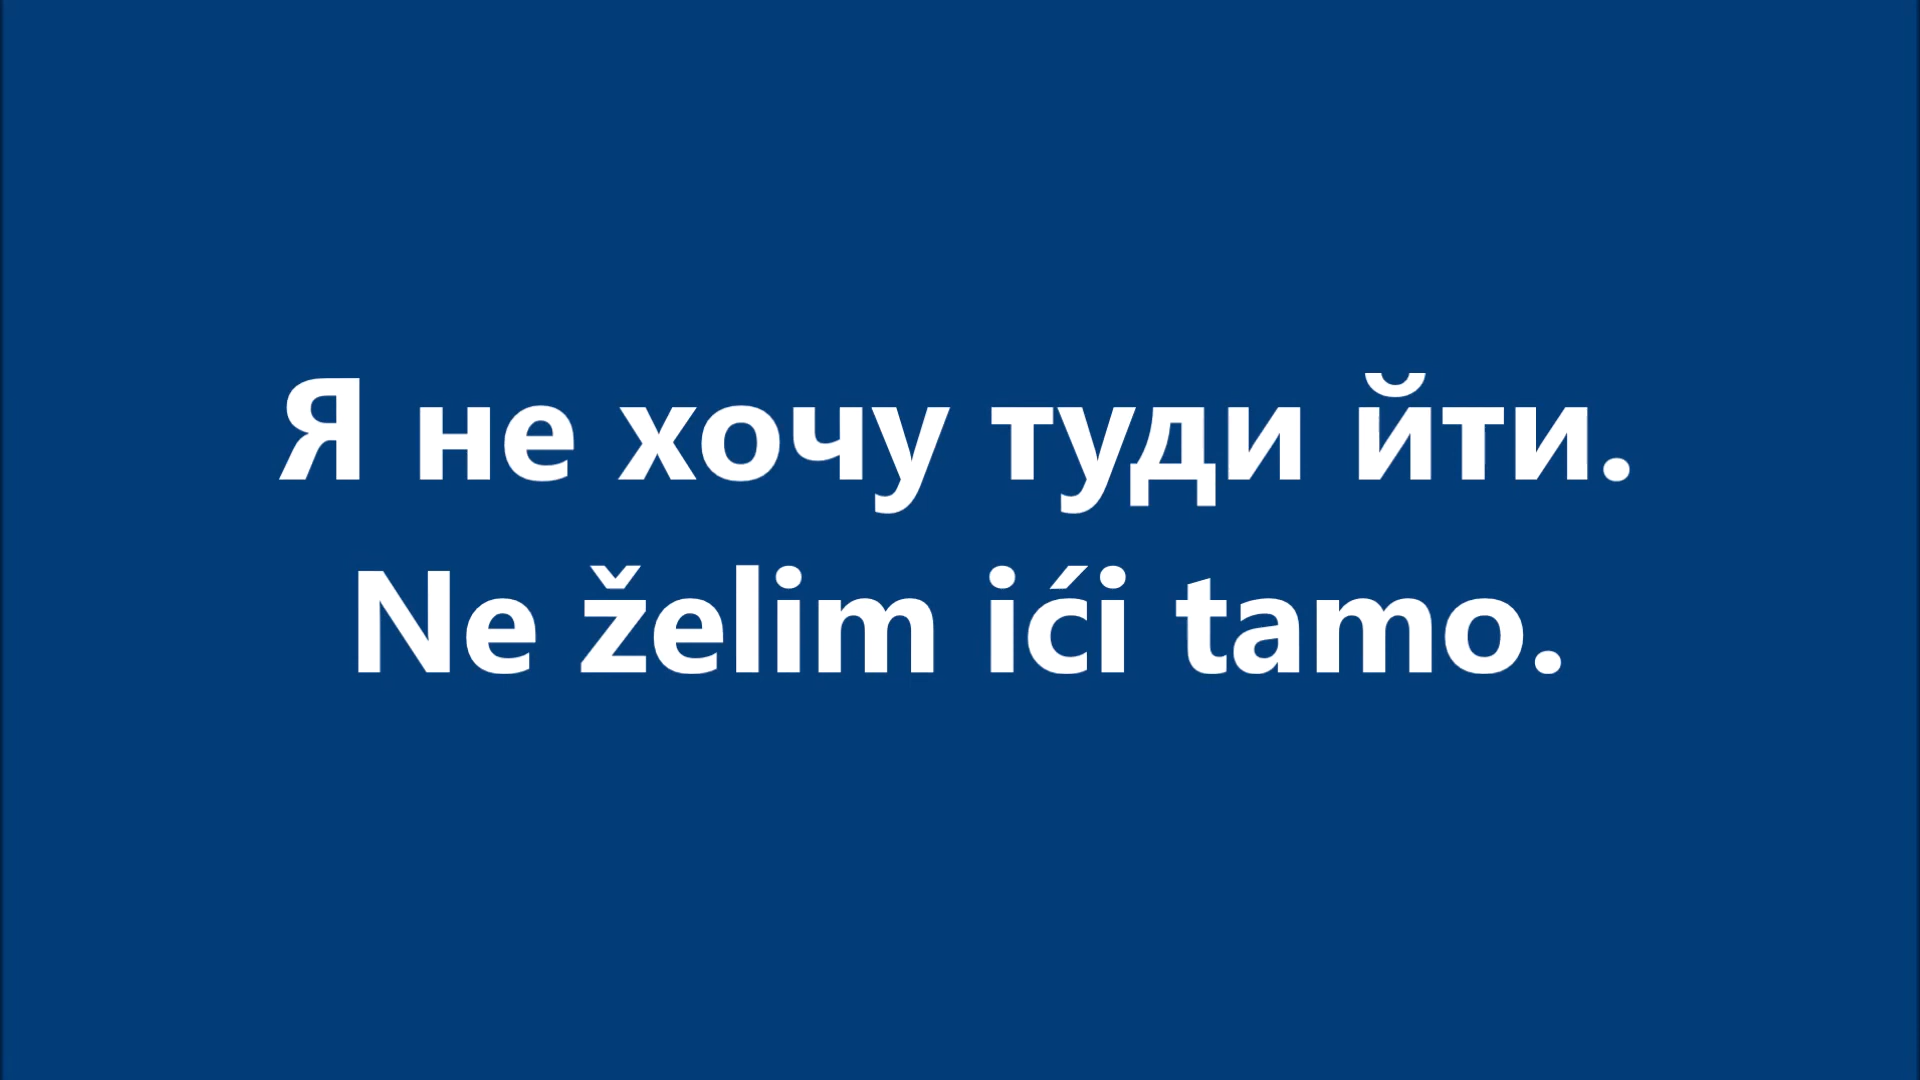 Я не хочу туди йти.
Ne želim ići tamo.